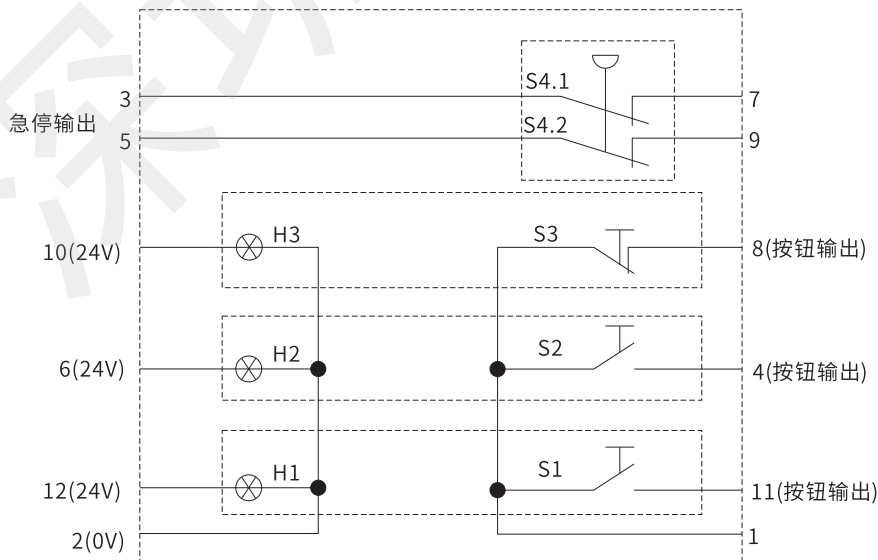 S4.1
3
7
急停输出
S4.2
5
9
H3
S3
10(24V)
8(按钮输出)
H2
S2
6(24V)
4(按钮输出)
H1
S1
12(24V)
11(按钮输出)
2(0V)
1
深